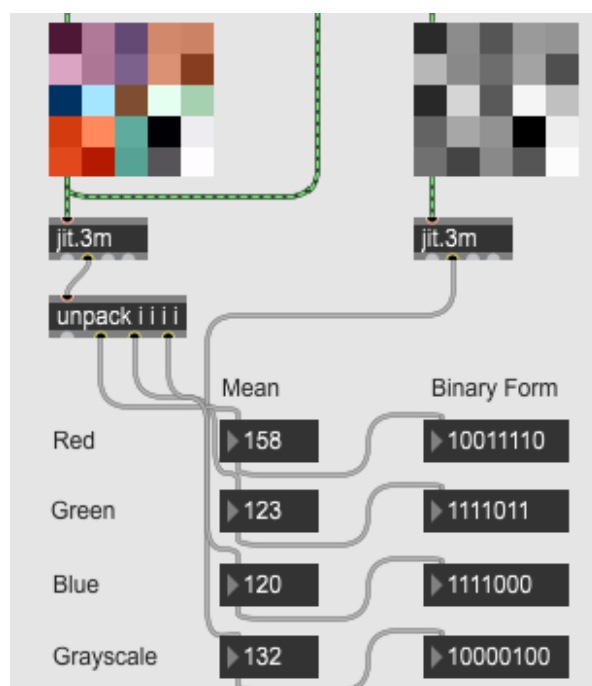 jit.3m jit.3m
unpack i i i i
Mean Binary Form
Red 158 10011110
Green 123 1111011
Blue 120 1111000
Grayscale 132 10000100